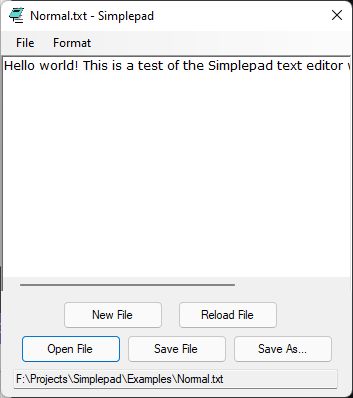 Normal.txt - Simplepad
File Format
Hello world! This is a test of the Simplepad text editor
New File Reload File
Open File Save File Save As...
F:\Projects\Simplepad\Examples\Normal.txt